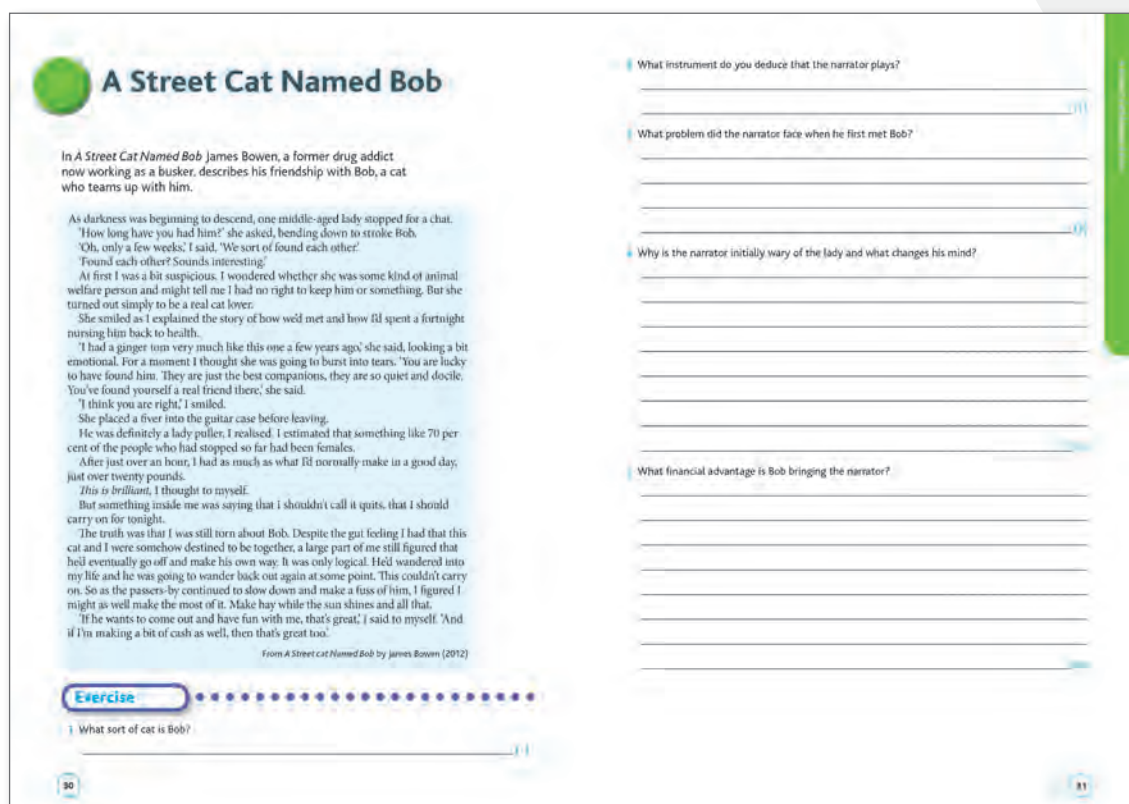 A Street Cat Named Bob
In A Street Cat Named Bob James Bowen, a former drug addict
now working as a busker, describes his friendship with Bob, a cat
who teams up with him.
As darkness was beginning to descend, one middle-aged lady stopped for a chat.
'How long have you had him?' she asked, bending down to stroke Bob.
'Oh, only a few weeks,' I said. 'We sort of found each other.'
'Found each other? Sounds interesting.'
At first I was a bit suspicious. I wondered whether she was some kind of animal
welfare person and might tell me I had no right to keep him or something. But she
turned out simply to be a real cat lover.
She smiled as I explained the story of how we'd met and how I'd spent a fortnight
nursing him back to health.
'I had a ginger tom very much like this one a few years ago,' she said, looking a bit
emotional. For a moment I thought she was going to burst into tears. 'You are lucky
to have found him. They are just the best companions, they are so quiet and docile.
You've found yourself a real friend there,' she said.
'I think you are right,' I smiled.
She placed a fiver into the guitar case before leaving.
He was definitely a lady puller, I realised. I estimated that something like 70 per
cent of the people who had stopped so far had been females.
After just over an hour, I had as much as what I'd normally make in a good day,
just over twenty pounds.
This is brilliant, I thought to myself.
But something inside me was saying that I shouldn't call it quits, that I should
carry on for tonight.
The truth was that I was still torn about Bob. Despite the gut feeling I had that this
cat and I were somehow destined to be together, a large part of me still figured that
he'd eventually go off and make his own way. It was only logical. He'd wandered into
my life and he was going to wander back out again at some point. This couldn't carry
on. So as the passers-by continued to slow down and make a fuss of him, I figured I
might as well make the most of it. Make hay while the sun shines and all that.
'If he wants to come out and have fun with me, that's great,' I said to myself. 'And
if I'm making a bit of cash as well, then that's great too.'
From A Street cat Named Bob by James Bowen (2012)
Exercise
What sort of cat is Bob?
30
What instrument do you deduce that the narrator plays?
What problem did the narrator face when he first met Bob?
Why is the narrator initially wary of the lady and what changes his mind?
What financial advantage is Bob bringing the narrator?
31